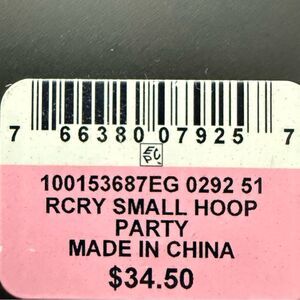 7 66380 07925 7
100153687EG 0292 51
RCRY SMALL HOOP
PARTY
MADE IN CHINA
$34.50